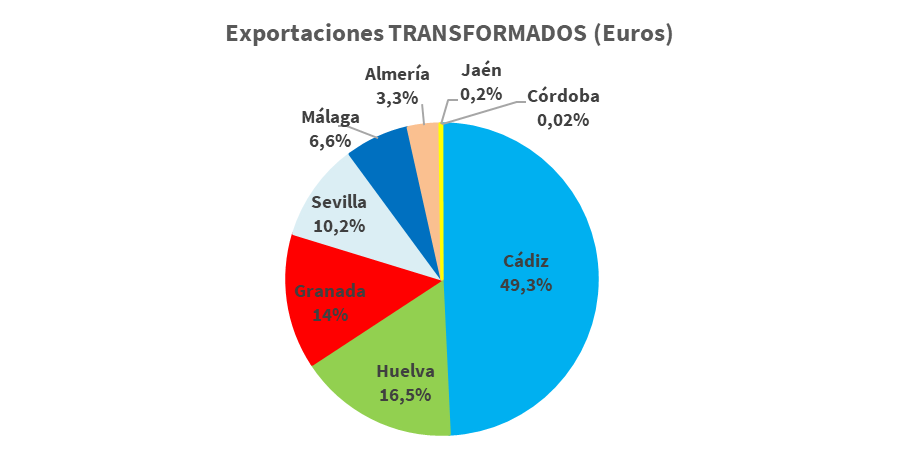 Exportaciones TRANSFORMADOS (Euros)
Almería
3,3%
Jaén
0,2%
Córdoba
0,02%
Málaga
6,6%
Sevilla
10,2%
Cádiz
49,3%
Granada
14%
Huelva
16,5%